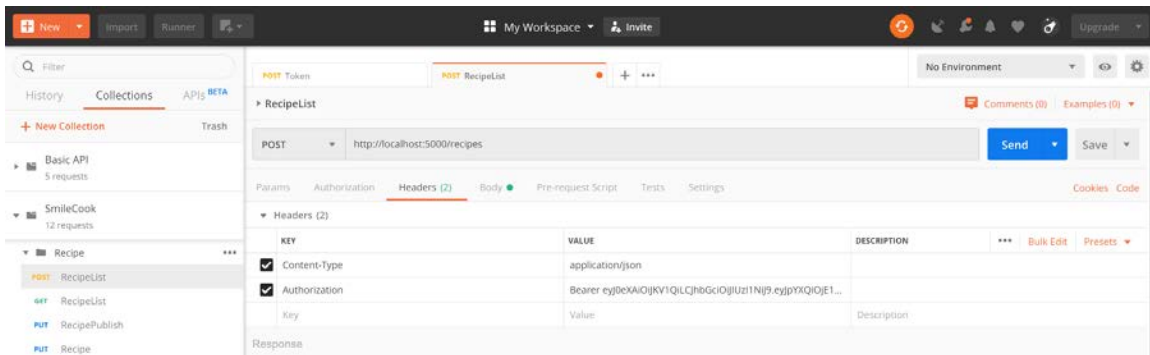 New Import Runner My Workspace Invite Upgrade
Filter
History Collections APIs BETA
+ New Collection Trash
Basic API
5 requests
SmileCook
12 requests
Recipe
POST RecipeList
GET RecipeList
PUT RecipePublish
PUT Recipe
POST Token POST RecipeList + ••• No Environment
RecipeList Comments (0) Examples (0)
POST http://localhost:5000/recipes Send Save
Params Authorization Headers (2) Body Pre-request Script Tests Settings Cookies Code
Headers (2)
KEY VALUE DESCRIPTION ••• Bulk Edit Presets
Content-Type application/json
Authorization Bearer
Key Value Description
Response